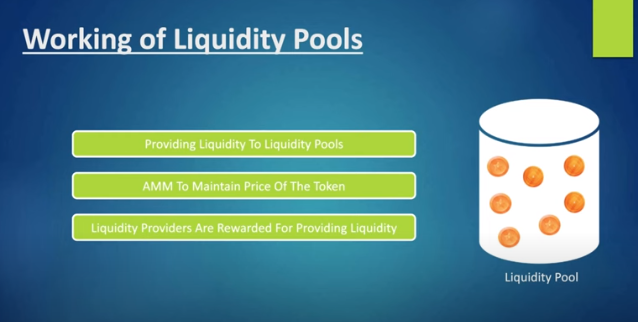 Working of Liquidity Pools
Providing Liquidity To Liquidity Pools
AMM To Maintain Price Of The Token
Liquidity Providers Are Rewarded For Providing Liquidity
Liquidity Pool